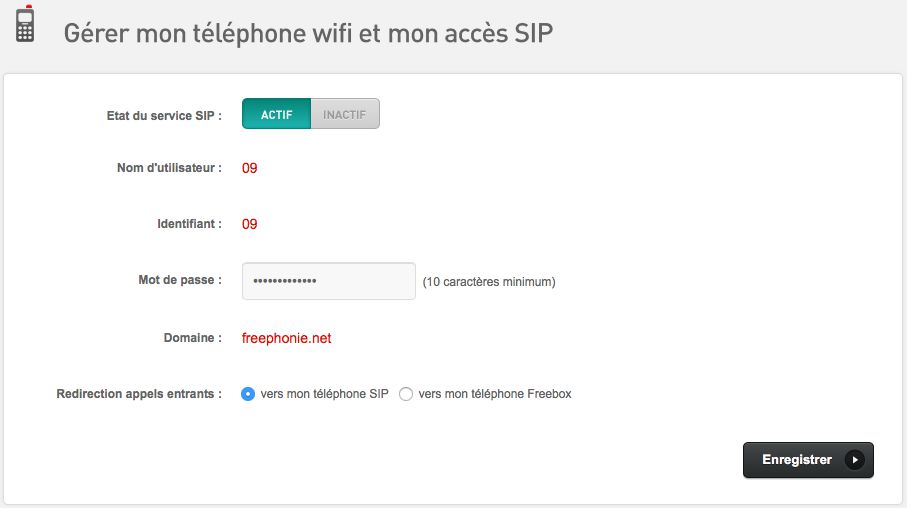 Gérer mon téléphone wifi et mon accès SIP
Etat du service SIP : ACTIF INACTIF
Nom d'utilisateur : 09
Identifiant : 09
Mot de passe : ••••••••••••• (10 caractères minimum)
Domaine : freephonie.net
Redirection appels entrants : vers mon téléphone SIP vers mon téléphone Freebox
Enregistrer